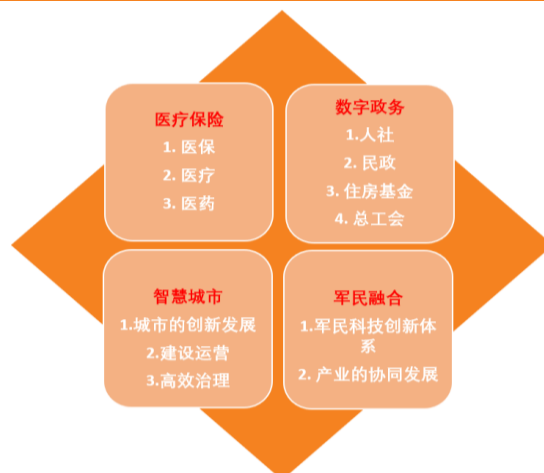 医疗保险
1. 医保
2. 医疗
3. 医药
数字政务
1.人社
2. 民政
3. 住房基金
4. 总工会
智慧城市
1.城市的创新发展
2.建设运营
3.高效治理
军民融合
1.军民科技创新体
系
2. 产业的协同发展